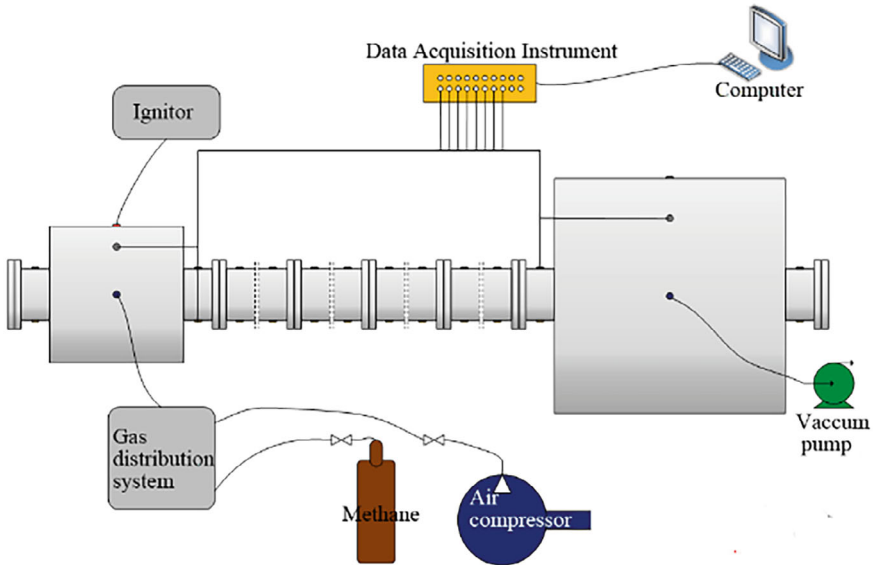 Data Acquisition Instrument
Computer
Ignitor
Gas
distribution
system
Methane
Air
compressor
Vaccum
pump